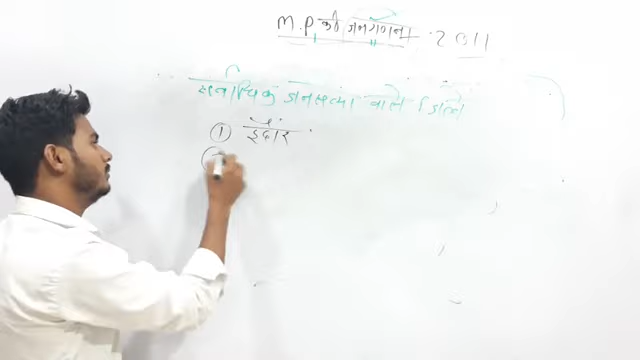 M.P की जनगणना - 2011
सर्वाधिक जनसंख्या वाले जिले
① इंदौर